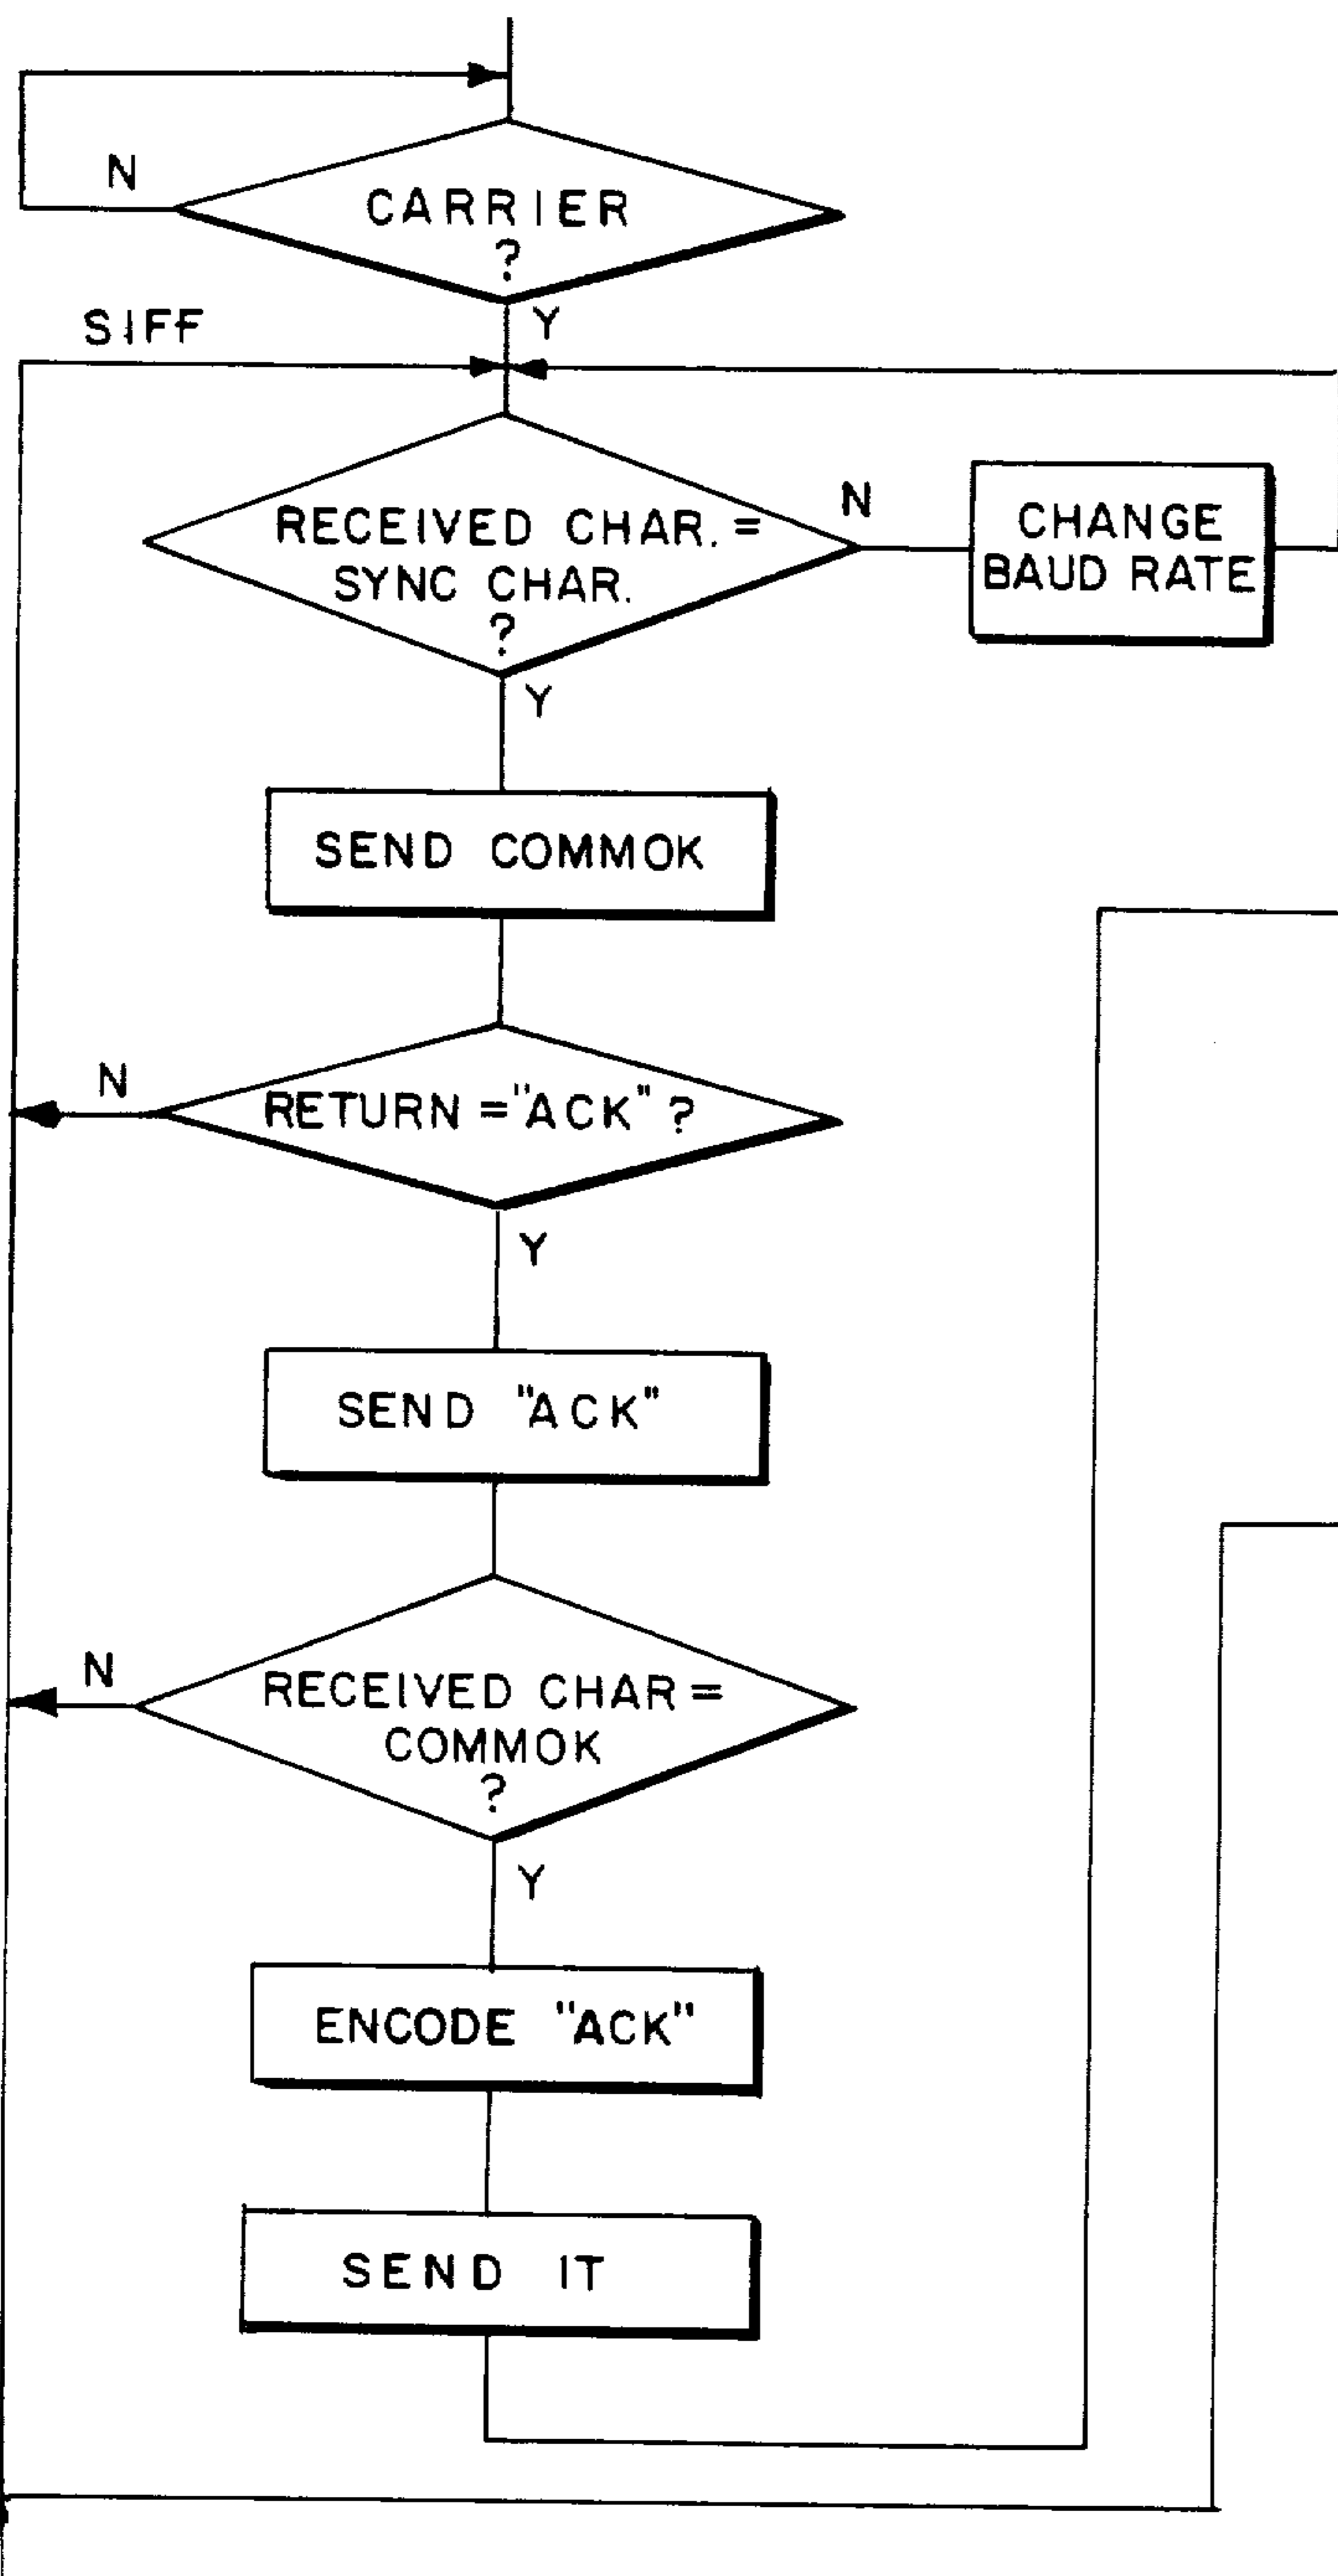 N
CARRIER
?
Y
SIFF
RECEIVED CHAR. =
SYNC CHAR.
?
N
CHANGE
BAUD RATE
Y
SEND COMMOK
N
RETURN ="ACK" ?
Y
SEND "ACK"
N
RECEIVED CHAR =
COMMOK
?
Y
ENCODE "ACK"
SEND IT